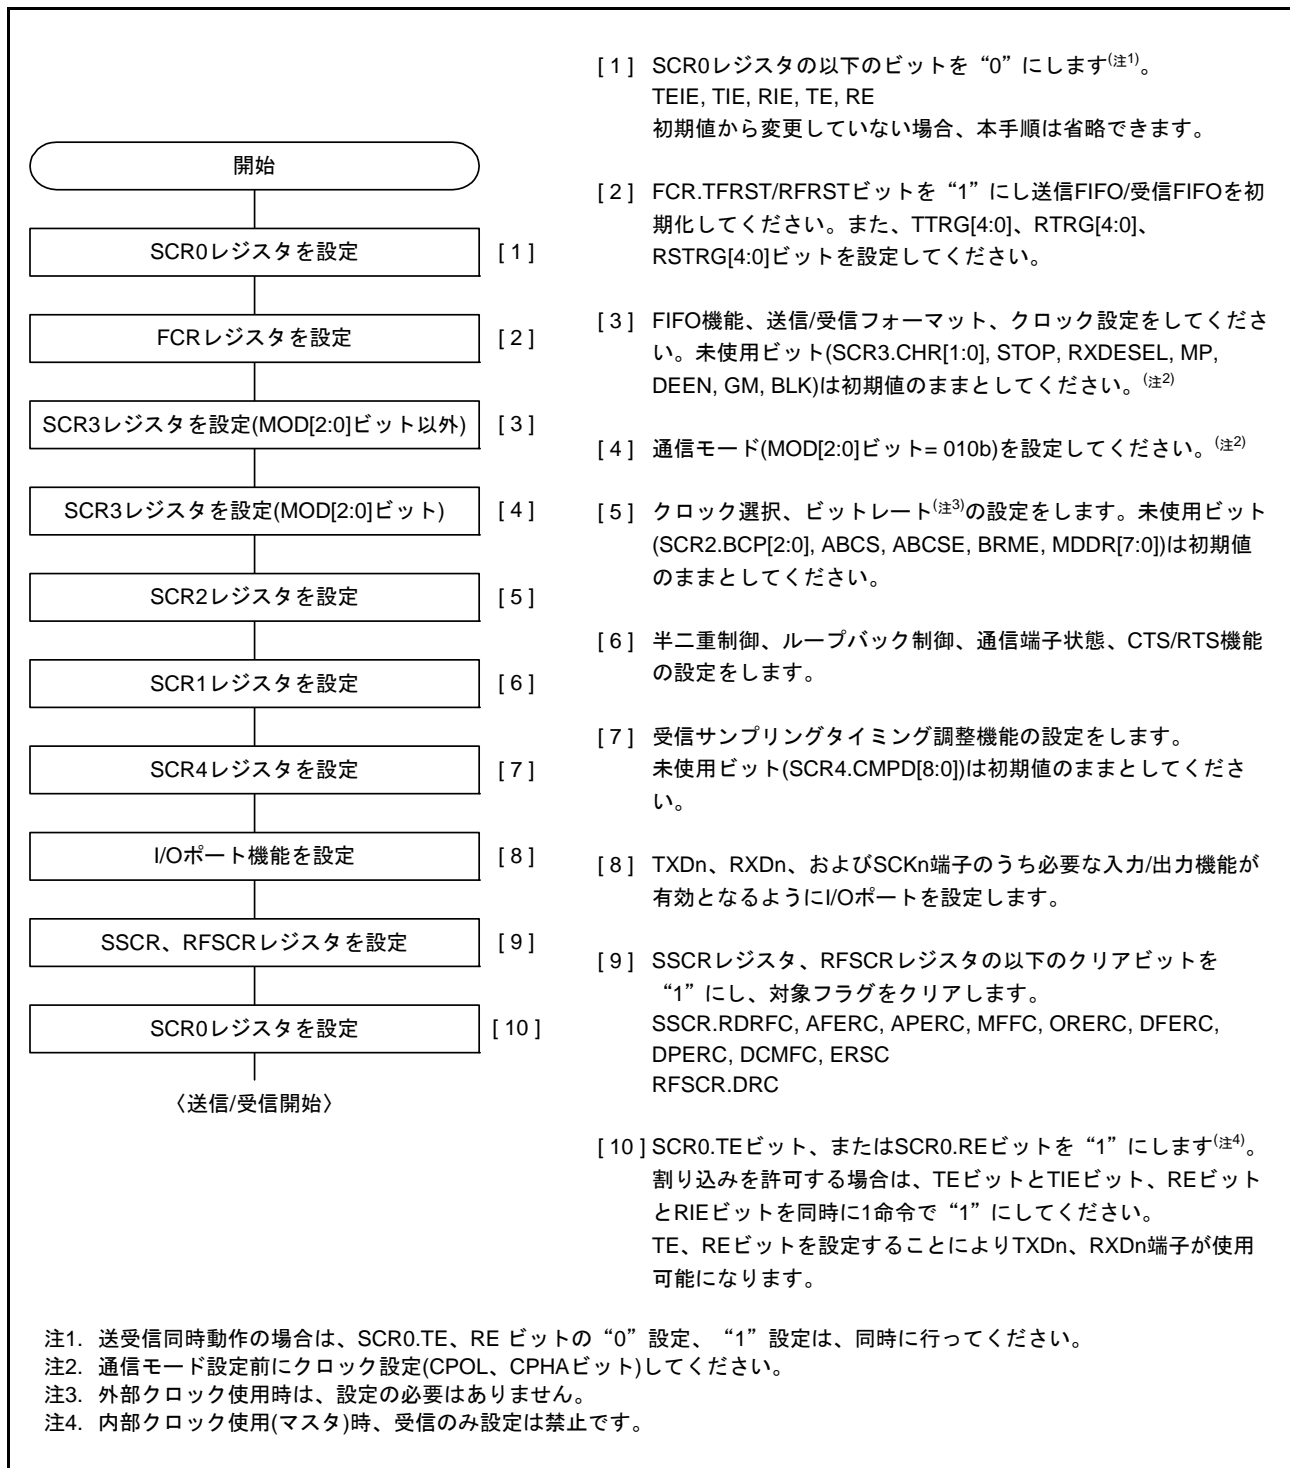 開始
SCR0レジスタを設定 [ 1 ]
FCRレジスタを設定 [ 2 ]
SCR3レジスタを設定(MOD[2:0]ビット以外) [ 3 ]
SCR3レジスタを設定(MOD[2:0]ビット) [ 4 ]
SCR2レジスタを設定 [ 5 ]
SCR1レジスタを設定 [ 6 ]
SCR4レジスタを設定 [ 7 ]
I/Oポート機能を設定 [ 8 ]
SSCR、RFSCRレジスタを設定 [ 9 ]
SCR0レジスタを設定 [ 10 ]
〈送信/受信開始〉
[ 1 ] SCR0レジスタの以下のビットを“0”にします(注1)。
TEIE, TIE, RIE, TE, RE
初期値から変更していない場合、本手順は省略できます。
[ 2 ] FCR.TFRST/RFRSTビットを“1”にし送信FIFO/受信FIFOを初
期化してください。また、TTRG[4:0]、RTRG[4:0]、
RSTRG[4:0]ビットを設定してください。
[ 3 ] FIFO機能、送信/受信フォーマット、クロック設定をしてくださ
い。未使用ビット(SCR3.CHR[1:0], STOP, RXDESEL, MP,
DEEN, GM, BLK)は初期値のままとしてください。(注2)
[ 4 ] 通信モード(MOD[2:0]ビット= 010b)を設定してください。(注2)
[ 5 ] クロック選択、ビットレート(注3)の設定をします。未使用ビット
(SCR2.BCP[2:0], ABCS, ABCSE, BRME, MDDR[7:0])は初期値
のままとしてください。
[ 6 ] 半二重制御、ループバック制御、通信端子状態、CTS/RTS機能
の設定をします。
[ 7 ] 受信サンプリングタイミング調整機能の設定をします。
未使用ビット(SCR4.CMPD[8:0])は初期値のままとしてくださ
い。
[ 8 ] TXDn、RXDn、およびSCKn端子のうち必要な入力/出力機能が
有効となるようにI/Oポートを設定します。
[ 9 ] SSCRレジスタ、RFSCRレジスタの以下のクリアビットを
“1”にし、対象フラグをクリアします。
SSCR.RDRFC, AFERC, APERC, MFFC, ORERC, DFERC,
DPERC, DCMFC, ERSC
RFSCR.DRC
[ 10 ] SCR0.TEビット、またはSCR0.REビットを“1”にします(注4)。
割り込みを許可する場合は、TEビットとTIEビット、REビット
とRIEビットを同時に1命令で“1”にしてください。
TE、REビットを設定することによりTXDn、RXDn端子が使用
可能になります。
注1. 送受信同時動作の場合は、SCR0.TE、RE ビットの“0”設定、“1”設定は、同時に行ってください。
注2. 通信モード設定前にクロック設定(CPOL、CPHAビット)してください。
注3. 外部クロック使用時は、設定の必要はありません。
注4. 内部クロック使用(マスタ)時、受信のみ設定は禁止です。